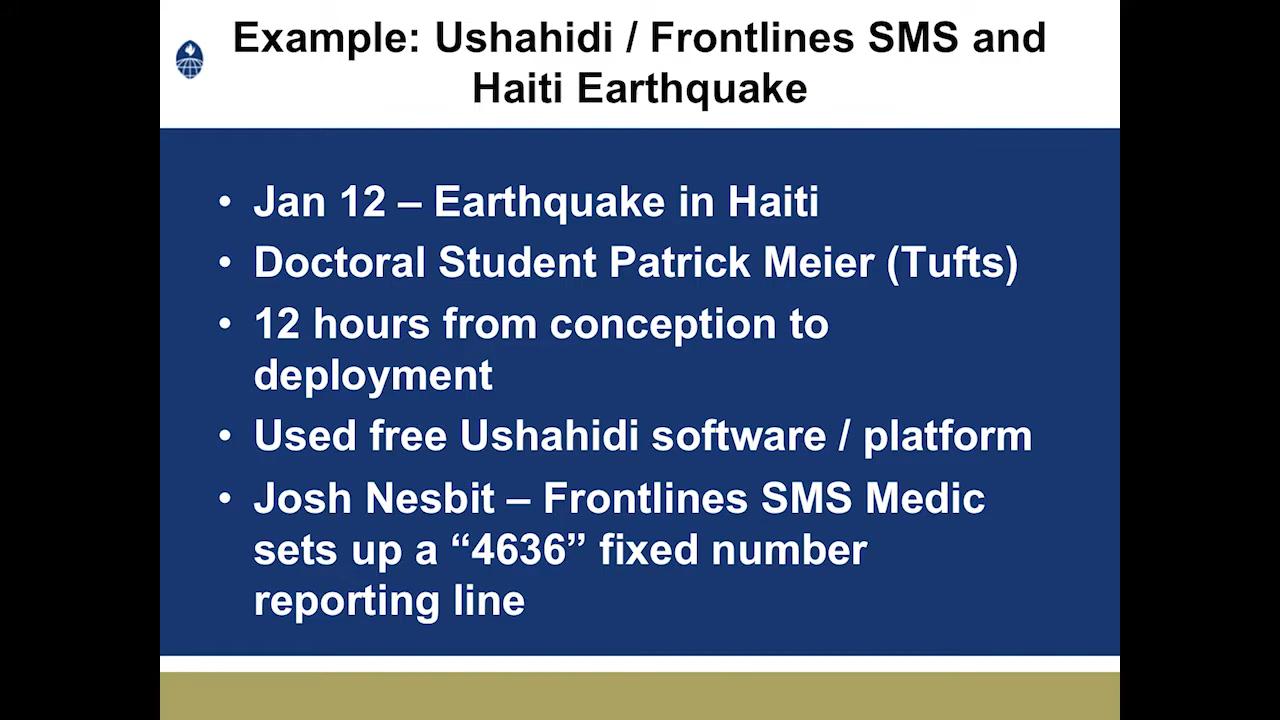 Example: Ushahidi / Frontlines SMS and
Haiti Earthquake
• Jan 12 – Earthquake in Haiti
• Doctoral Student Patrick Meier (Tufts)
• 12 hours from conception to
deployment
• Used free Ushahidi software / platform
• Josh Nesbit – Frontlines SMS Medic
sets up a “4636” fixed number
reporting line